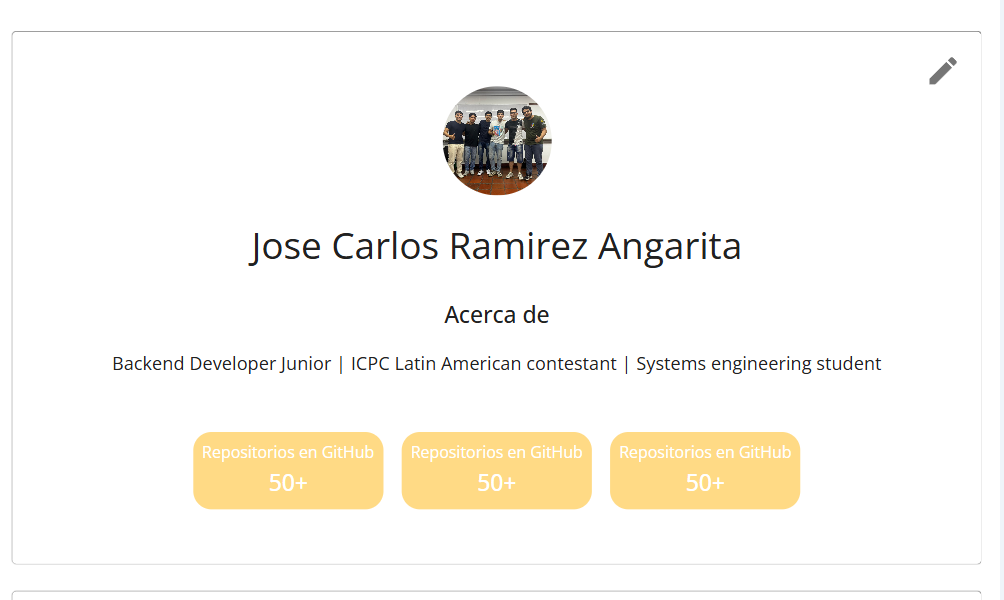 Jose Carlos Ramirez Angarita
Acerca de
Backend Developer Junior | ICPC Latin American contestant | Systems engineering student
Repositorios en GitHub Repositorios en GitHub Repositorios en GitHub
50+ 50+ 50+